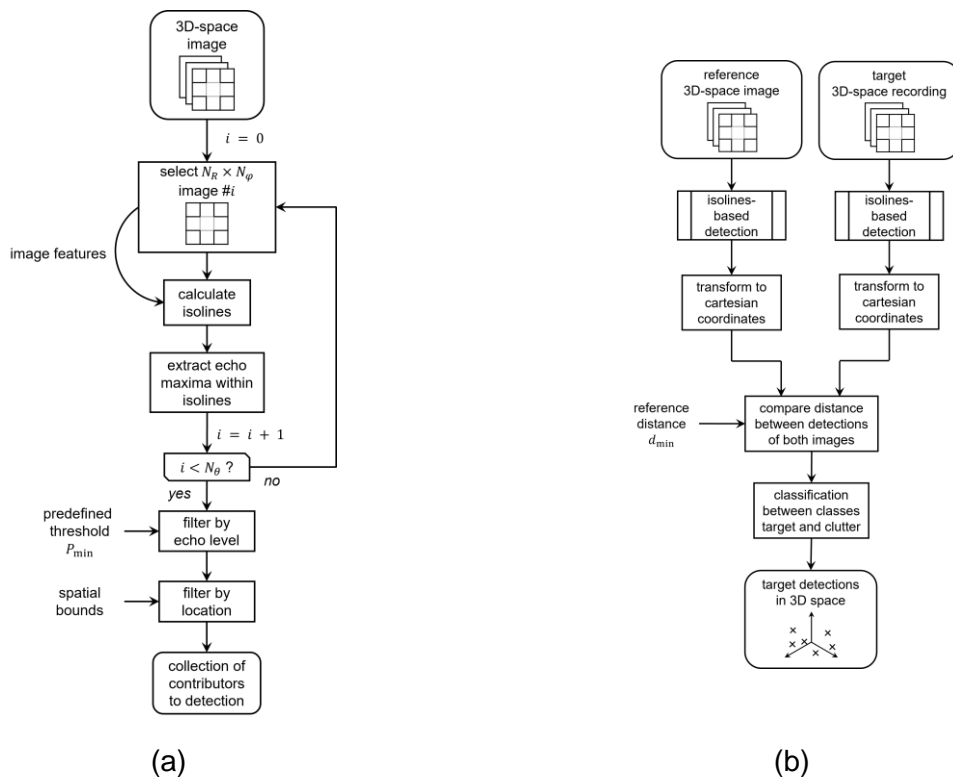 3D-space
image
i = 0
select N_R × N_φ
image #i
image features
calculate
isolines
extract echo
maxima within
isolines
i = i + 1
i < N_θ ?
no
yes
predefined
threshold
P_min
filter by
echo level
spatial
bounds
filter by
location
collection of
contributors
to detection
(a)
reference
3D-space image
target
3D-space recording
isolines-
based
detection
isolines-
based
detection
transform to
cartesian
coordinates
transform to
cartesian
coordinates
reference
distance
d_min
compare distance
between detections
of both images
classification
between classes
target and clutter
target detections
in 3D space
(b)